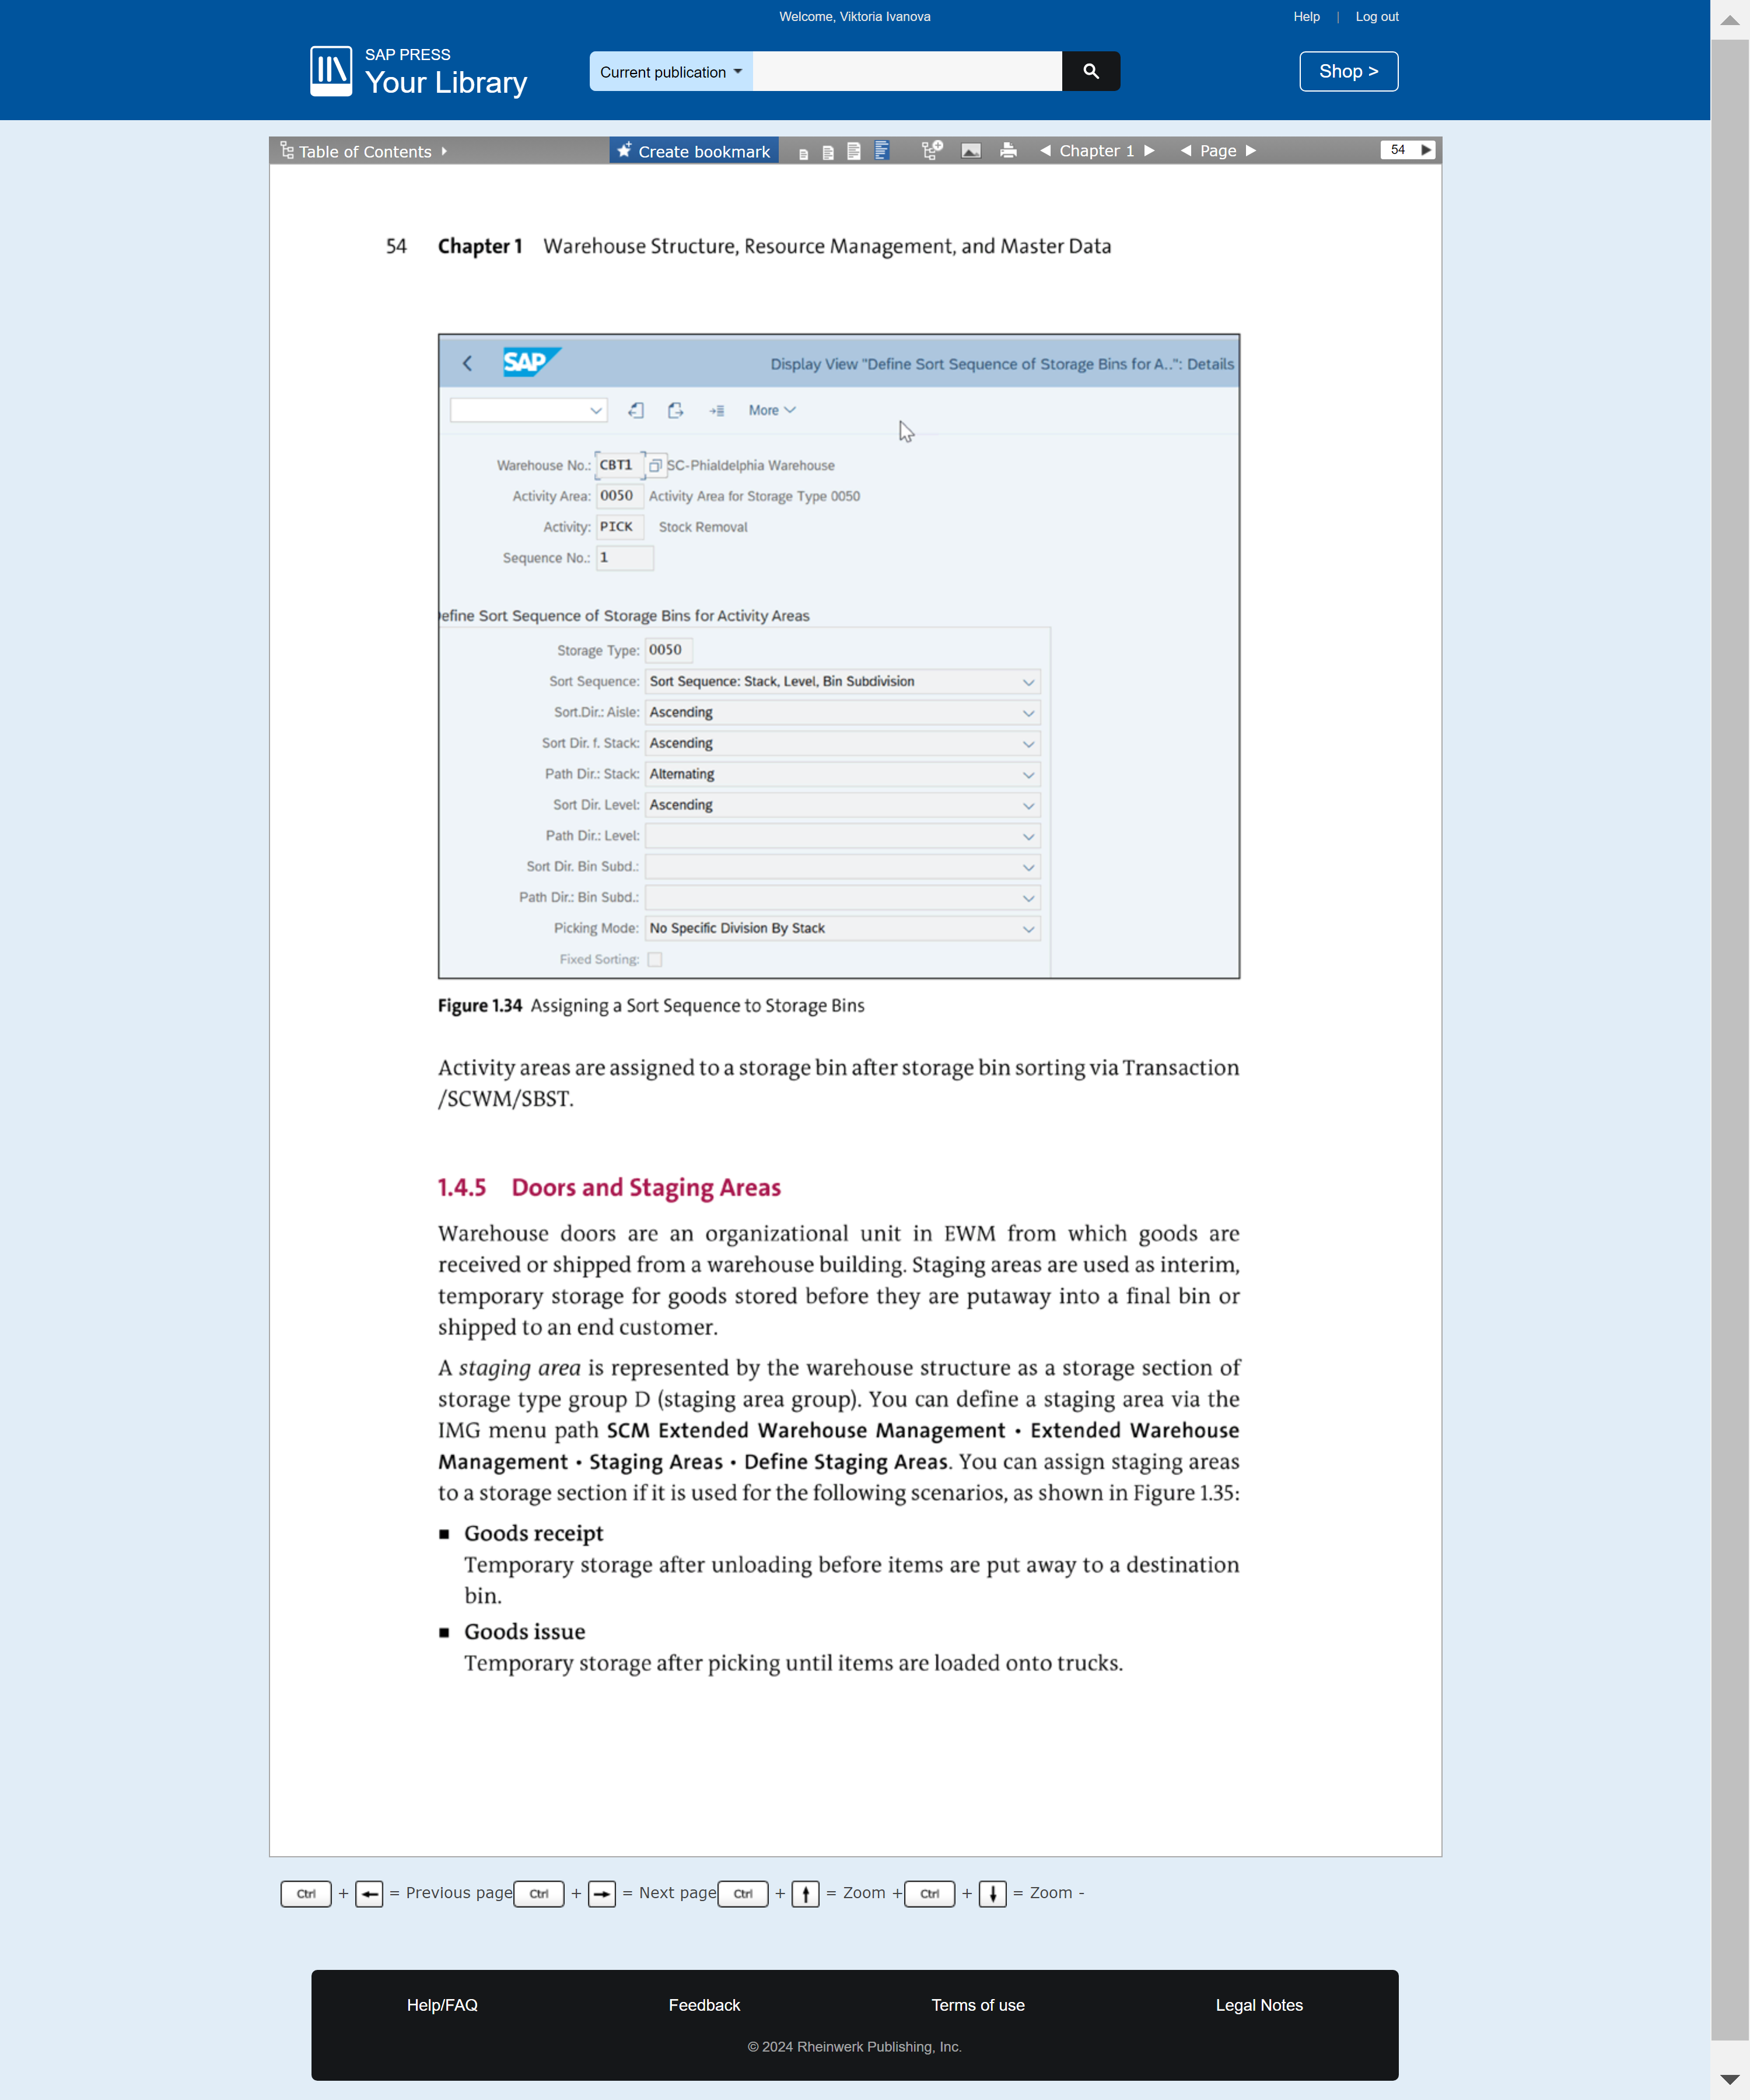 Welcome, Viktoria Ivanova
Help | Log out
SAP PRESS
Your Library
Current publication
Shop >
Table of Contents
Create bookmark
Chapter 1
Page
54
54 Chapter 1 Warehouse Structure, Resource Management, and Master Data
SAP
Display View "Define Sort Sequence of Storage Bins for A..": Details
More
Warehouse No.: CBT1 SC-Phialdelphia Warehouse
Activity Area: 0050 Activity Area for Storage Type 0050
Activity: PICK Stock Removal
Sequence No.: 1
efine Sort Sequence of Storage Bins for Activity Areas
Storage Type: 0050
Sort Sequence: Sort Sequence: Stack, Level, Bin Subdivision
Sort.Dir.: Aisle: Ascending
Sort Dir. f. Stack: Ascending
Path Dir.: Stack: Alternating
Sort Dir. Level: Ascending
Path Dir.: Level:
Sort Dir. Bin Subd.:
Path Dir.: Bin Subd.:
Picking Mode: No Specific Division By Stack
Fixed Sorting:
Figure 1.34 Assigning a Sort Sequence to Storage Bins
Activity areas are assigned to a storage bin after storage bin sorting via Transaction
/SCWM/SBST.
1.4.5 Doors and Staging Areas
Warehouse doors are an organizational unit in EWM from which goods are
received or shipped from a warehouse building. Staging areas are used as interim,
temporary storage for goods stored before they are putaway into a final bin or
shipped to an end customer.
A staging area is represented by the warehouse structure as a storage section of
storage type group D (staging area group). You can define a staging area via the
IMG menu path SCM Extended Warehouse Management • Extended Warehouse
Management • Staging Areas • Define Staging Areas. You can assign staging areas
to a storage section if it is used for the following scenarios, as shown in Figure 1.35:
■ Goods receipt
Temporary storage after unloading before items are put away to a destination
bin.
■ Goods issue
Temporary storage after picking until items are loaded onto trucks.
Ctrl + ← = Previous page Ctrl + → = Next page Ctrl + ↑ = Zoom + Ctrl + ↓ = Zoom -
Help/FAQ
Feedback
Terms of use
Legal Notes
© 2024 Rheinwerk Publishing, Inc.